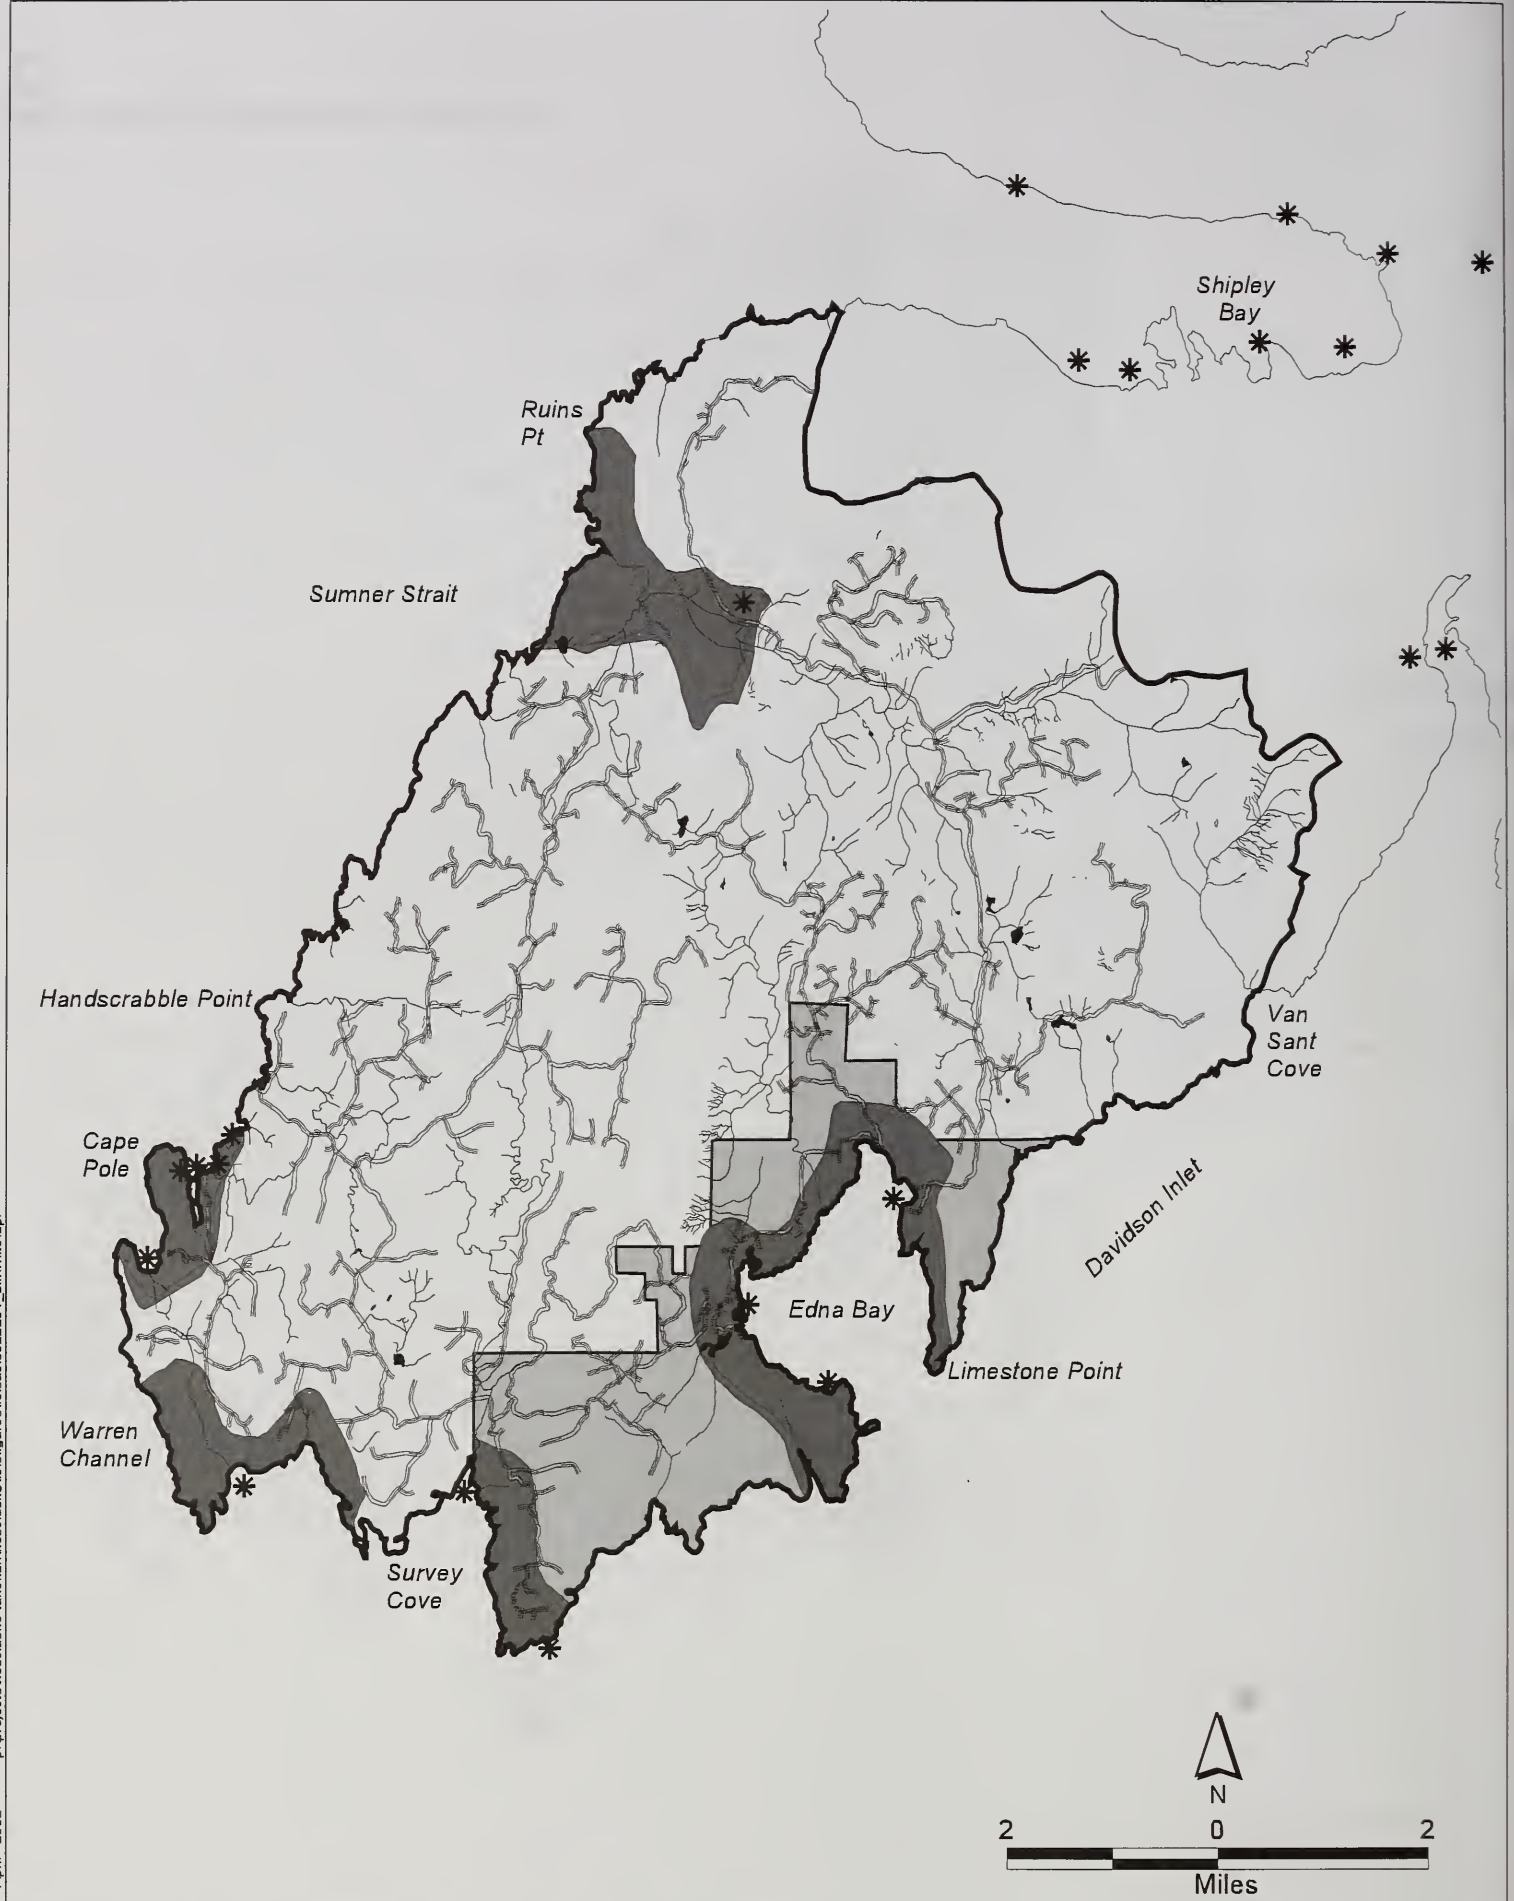 Shipley
Bay
Ruins
Pt
Sumner Strait
Handscrabble Point
Van
Sant
Cove
Cape
Pole
Davidson Inlet
Edna Bay
Limestone Point
Warren
Channel
Survey
Cove
N
2 0 2
Miles